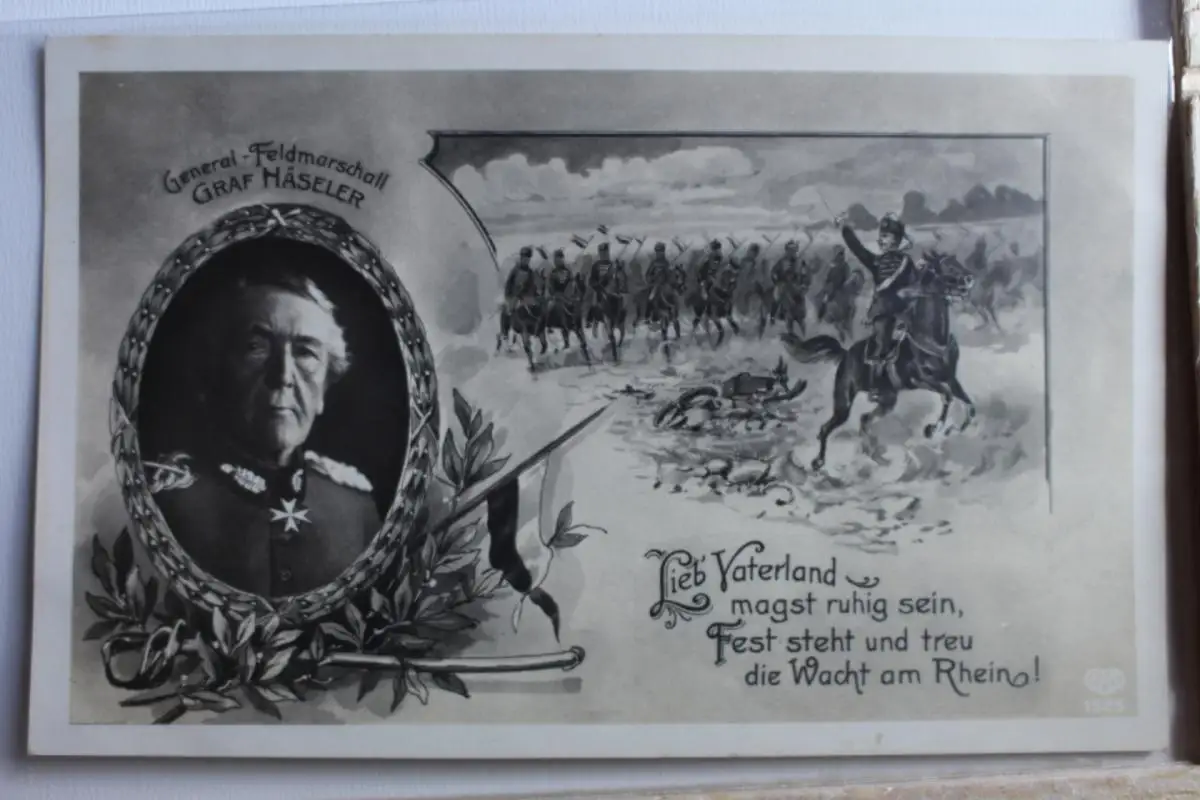 General-Feldmarschall
GRAF HÄSELER
Lieb' Vaterland
magst ruhig sein,
Fest steht und treu
die Wacht am Rhein!